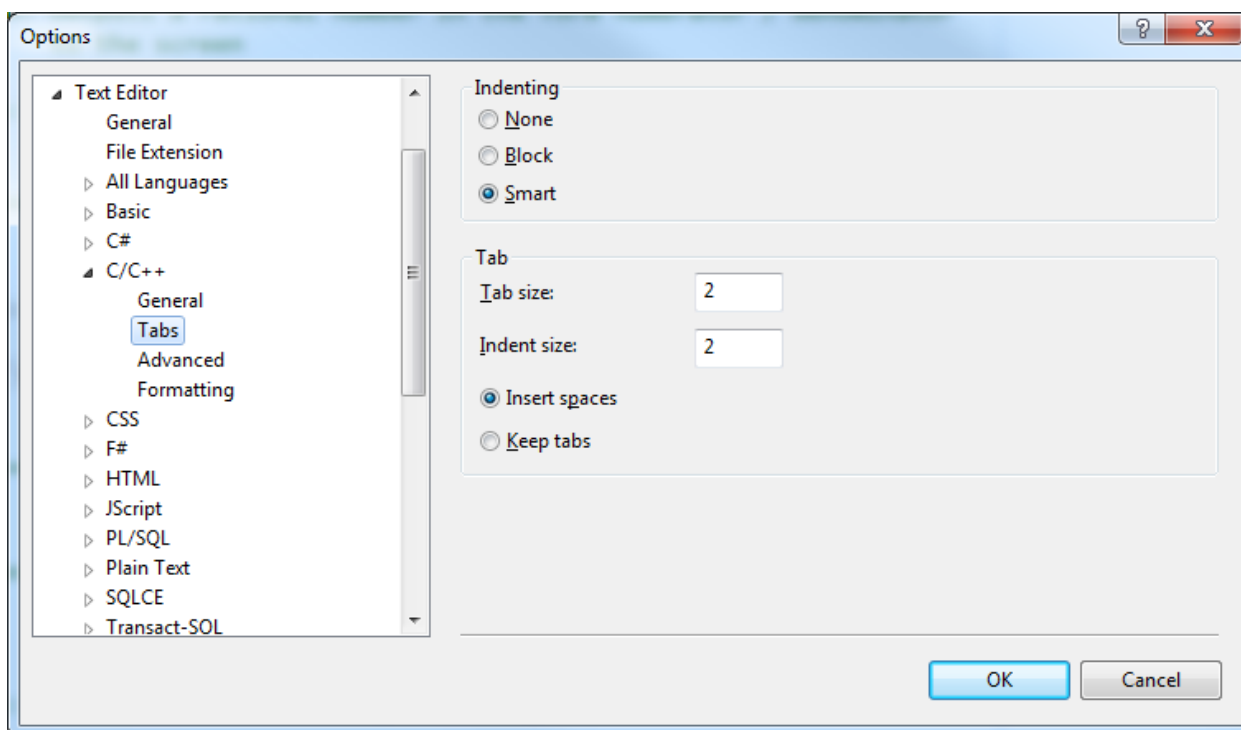 the screen
Options
Text Editor
General
File Extension
All Languages
Basic
C#
C/C++
General
Tabs
Advanced
Formatting
CSS
F#
HTML
JScript
PL/SQL
Plain Text
SQLCE
Transact-SQL
Indenting
None
Block
Smart
Tab
Tab size: 2
Indent size: 2
Insert spaces
Keep tabs
OK
Cancel